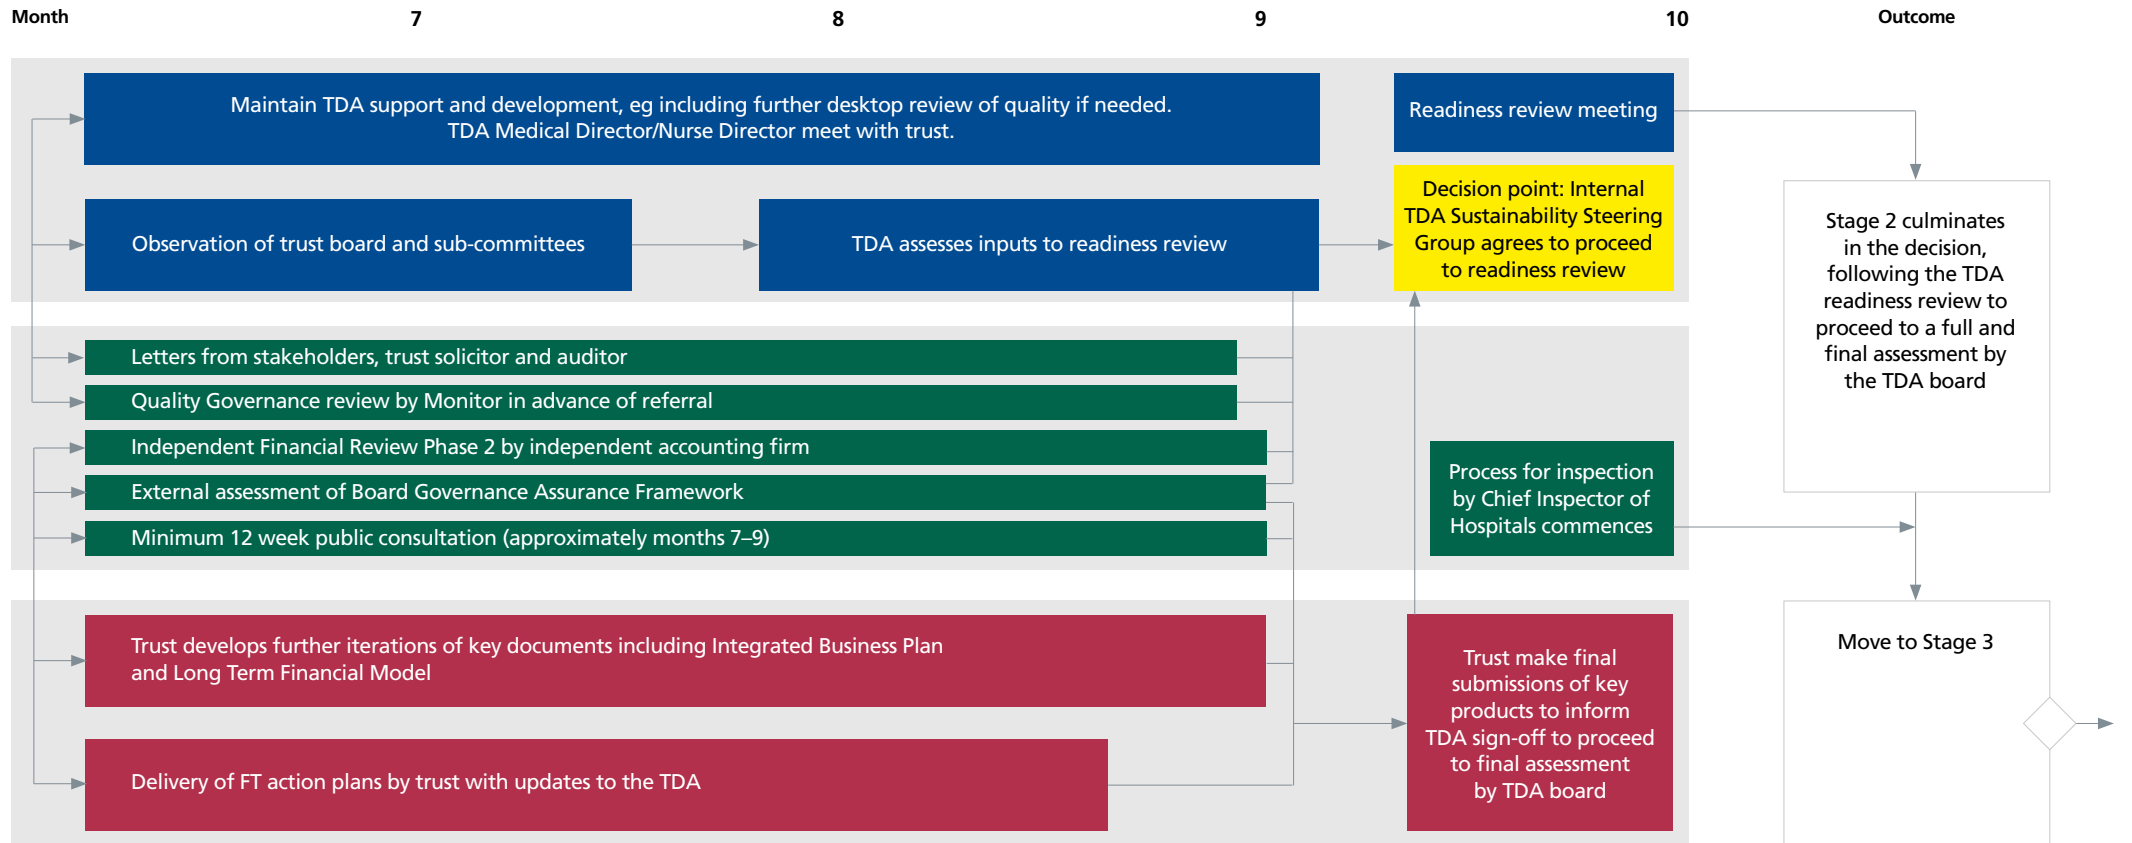 Month 7 8 9 10 Outcome
Maintain TDA support and development, eg including further desktop review of quality if needed.
TDA Medical Director/Nurse Director meet with trust.
Readiness review meeting
Observation of trust board and sub-committees
TDA assesses inputs to readiness review
Decision point: Internal
TDA Sustainability Steering
Group agrees to proceed
to readiness review
Stage 2 culminates
in the decision,
following the TDA
readiness review to
proceed to a full and
final assessment by
the TDA board
Letters from stakeholders, trust solicitor and auditor
Quality Governance review by Monitor in advance of referral
Independent Financial Review Phase 2 by independent accounting firm
External assessment of Board Governance Assurance Framework
Minimum 12 week public consultation (approximately months 7–9)
Process for inspection
by Chief Inspector of
Hospitals commences
Trust develops further iterations of key documents including Integrated Business Plan
and Long Term Financial Model
Delivery of FT action plans by trust with updates to the TDA
Trust make final
submissions of key
products to inform
TDA sign-off to proceed
to final assessment
by TDA board
Move to Stage 3